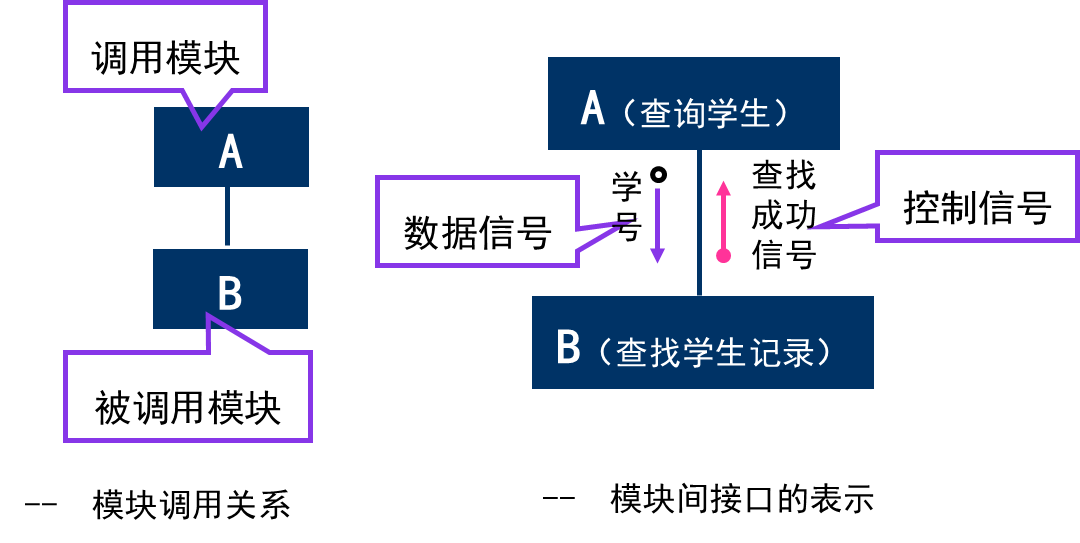 调用模块
A
B
被调用模块
-- 模块调用关系
A（查询学生）
学
号
数据信号
查找
成功
信号
控制信号
B（查找学生记录）
-- 模块间接口的表示